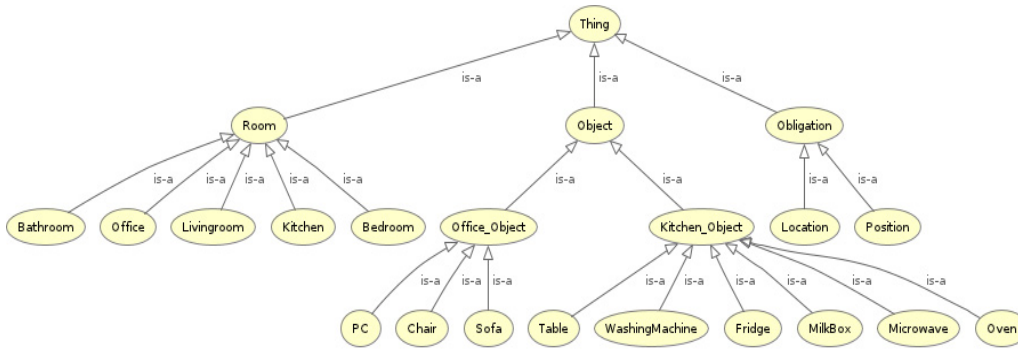 Thing
is-a is-a is-a
Room Object Obligation
is-a is-a is-a is-a is-a is-a is-a is-a
Bathroom Office Livingroom Kitchen Bedroom Office_Object Kitchen_Object Location Position
is-a is-a is-a is-a is-a is-a is-a is-a is-a
PC Chair Sofa Table WashingMachine Fridge MilkBox Microwave Oven